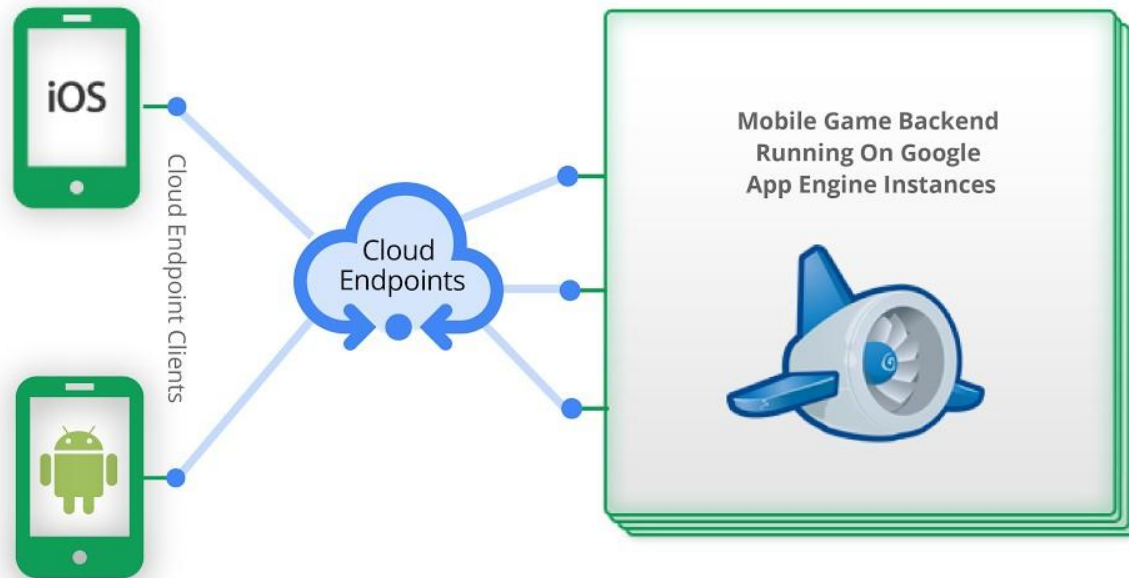 iOS
Cloud Endpoint Clients
Cloud
Endpoints
Mobile Game Backend
Running On Google
App Engine Instances